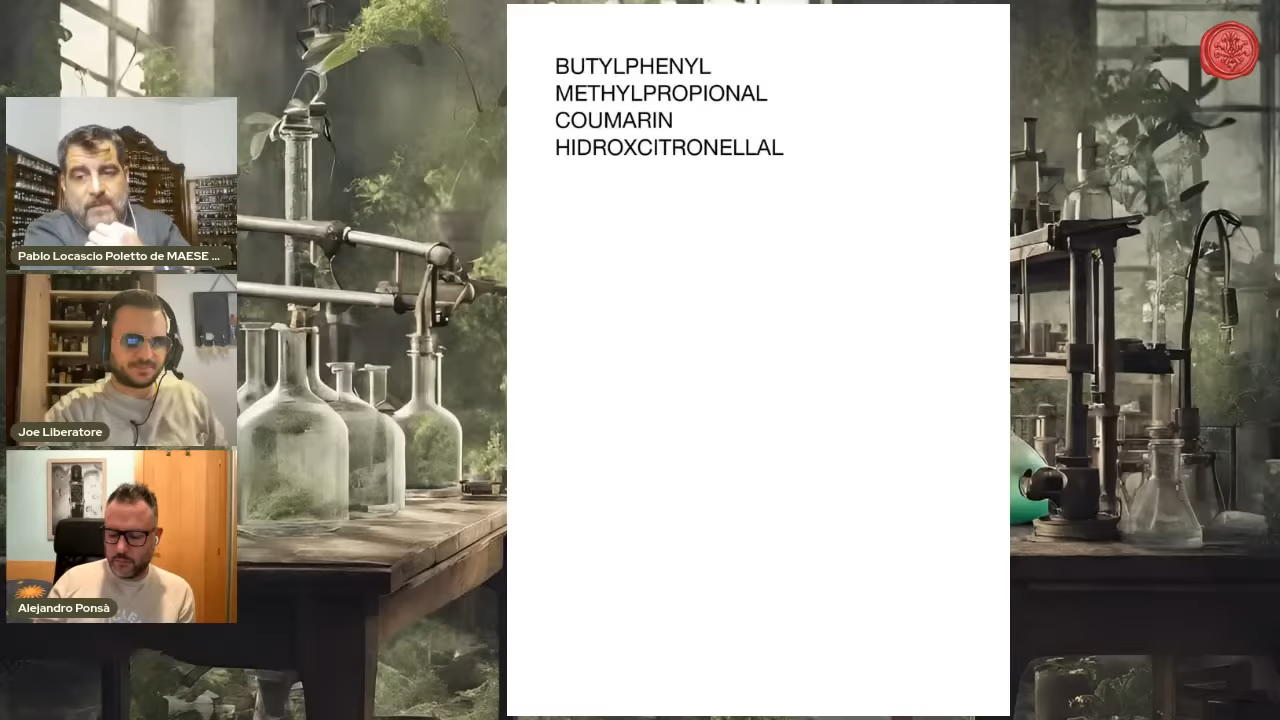 BUTYLPHENYL
METHYLPROPIONAL
COUMARIN
HIDROXCITRONELLAL
Pablo Locascio Poletto de MAESE ...
Joe Liberatore
Alejandro Ponsà